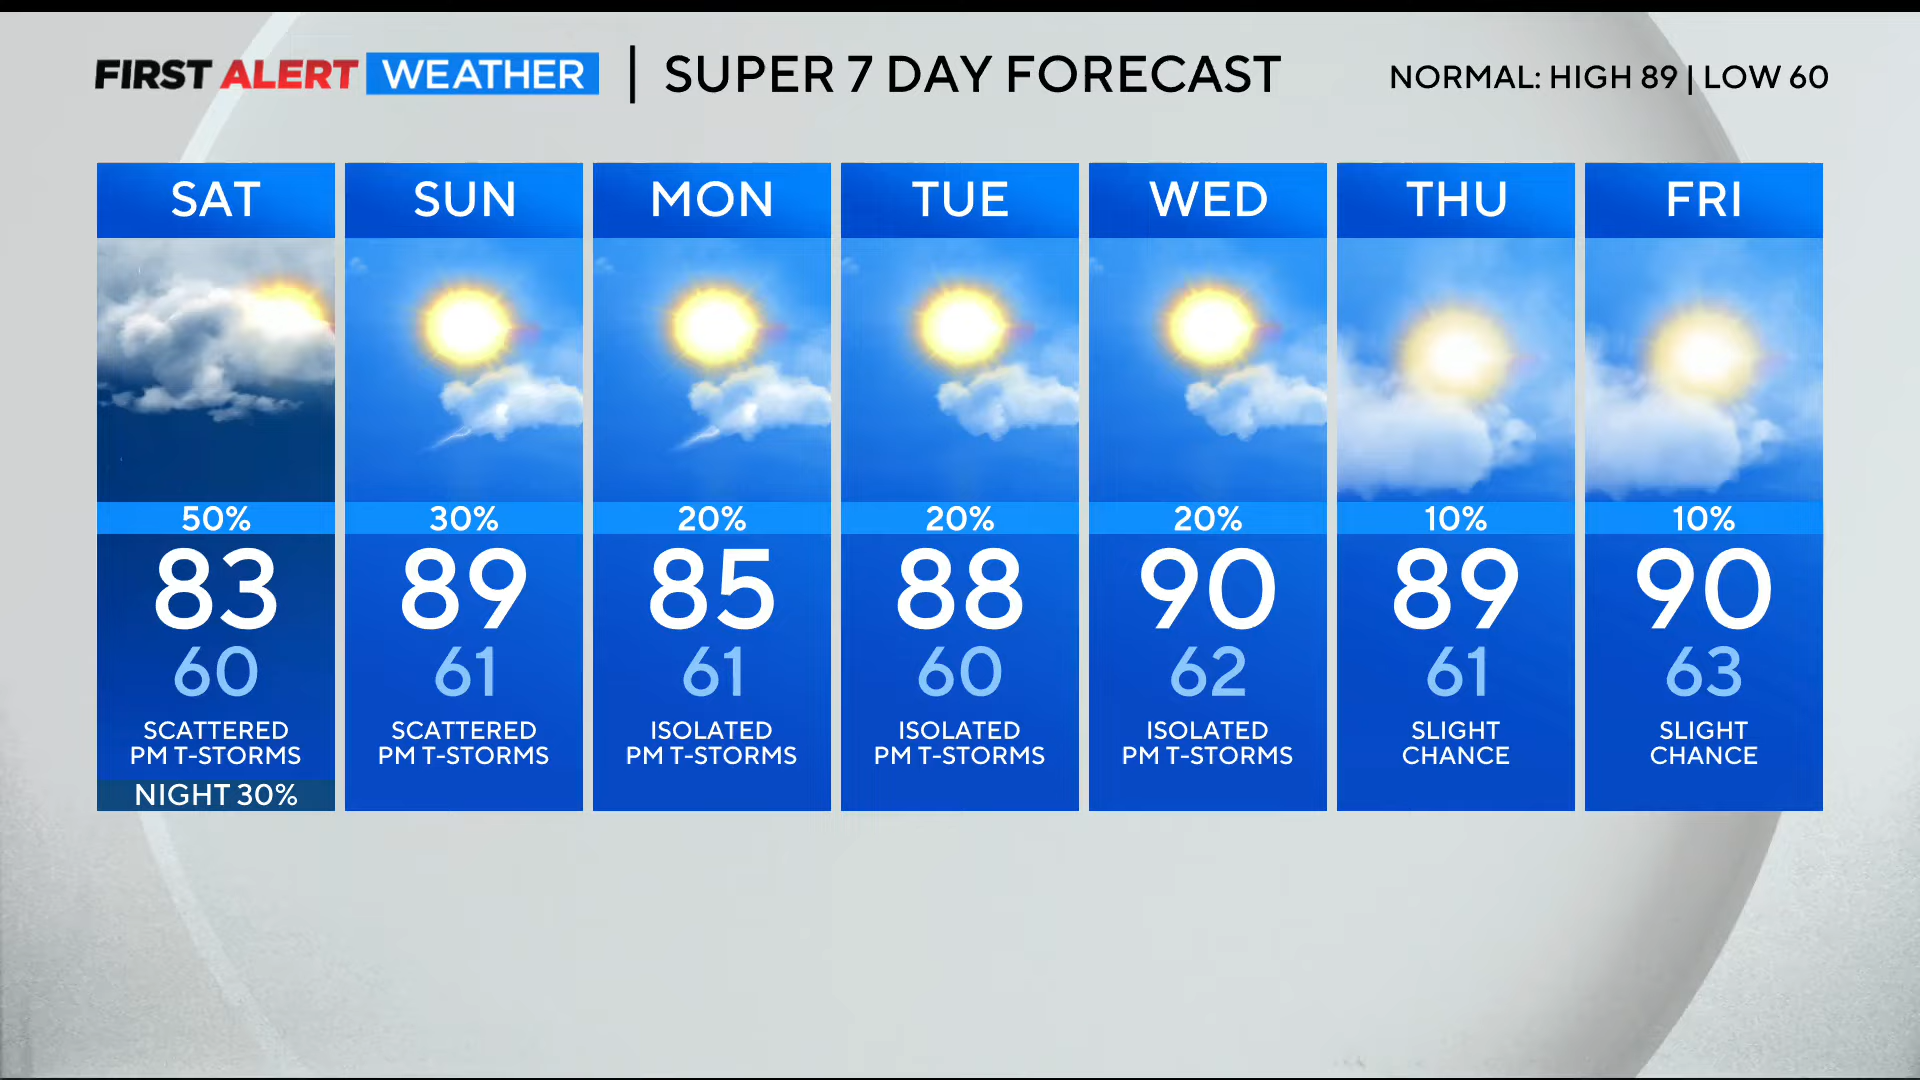 FIRST ALERT WEATHER | SUPER 7 DAY FORECAST
NORMAL: HIGH 89 | LOW 60
SAT
50%
83
60
SCATTERED
PM T-STORMS
NIGHT 30%
SUN
30%
89
61
SCATTERED
PM T-STORMS
MON
20%
85
61
ISOLATED
PM T-STORMS
TUE
20%
88
60
ISOLATED
PM T-STORMS
WED
20%
90
62
ISOLATED
PM T-STORMS
THU
10%
89
61
SLIGHT
CHANCE
FRI
10%
90
63
SLIGHT
CHANCE